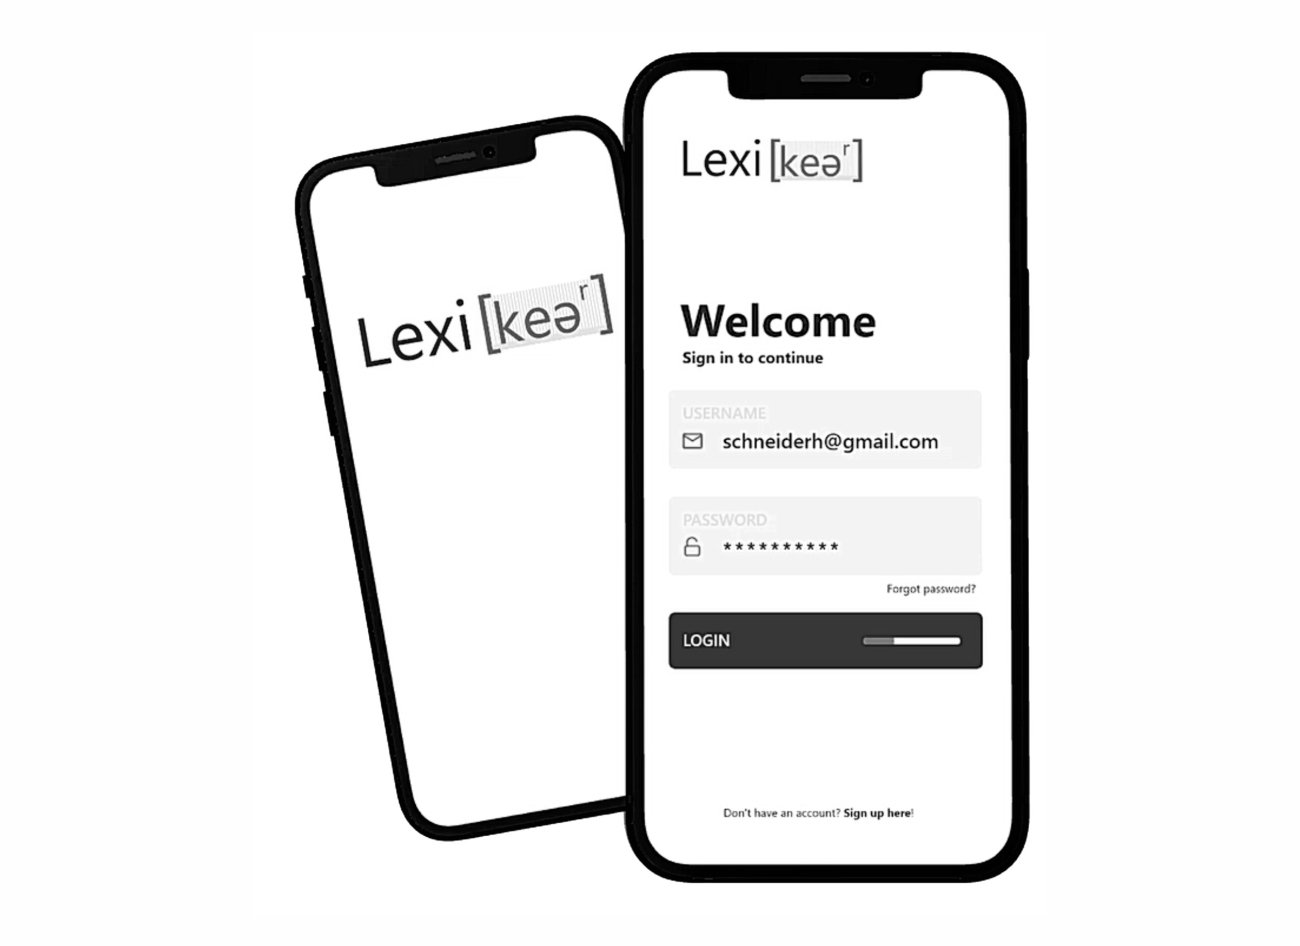 Lexi [keəʳ]
Lexi [keəʳ]
Welcome
Sign in to continue
USERNAME
schneiderh@gmail.com
PASSWORD
**********
Forgot password?
LOGIN
Don't have an account? Sign up here!